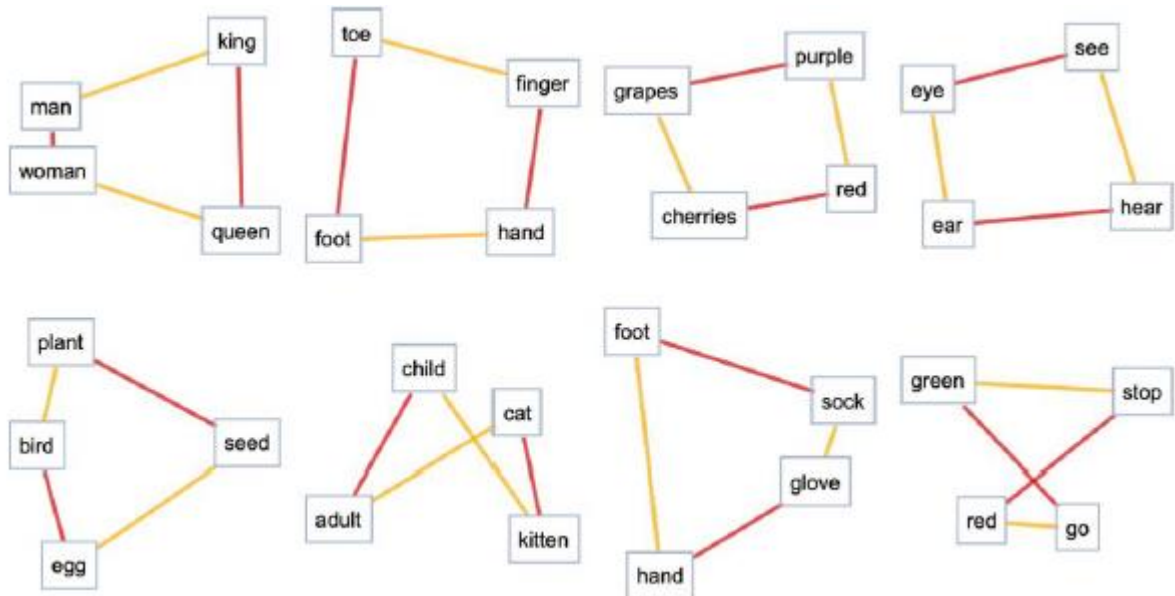 king
man
woman
queen
toe
finger
foot
hand
purple
grapes
red
cherries
see
eye
hear
ear
plant
bird
seed
egg
child
cat
adult
kitten
foot
sock
glove
hand
green
stop
red
go